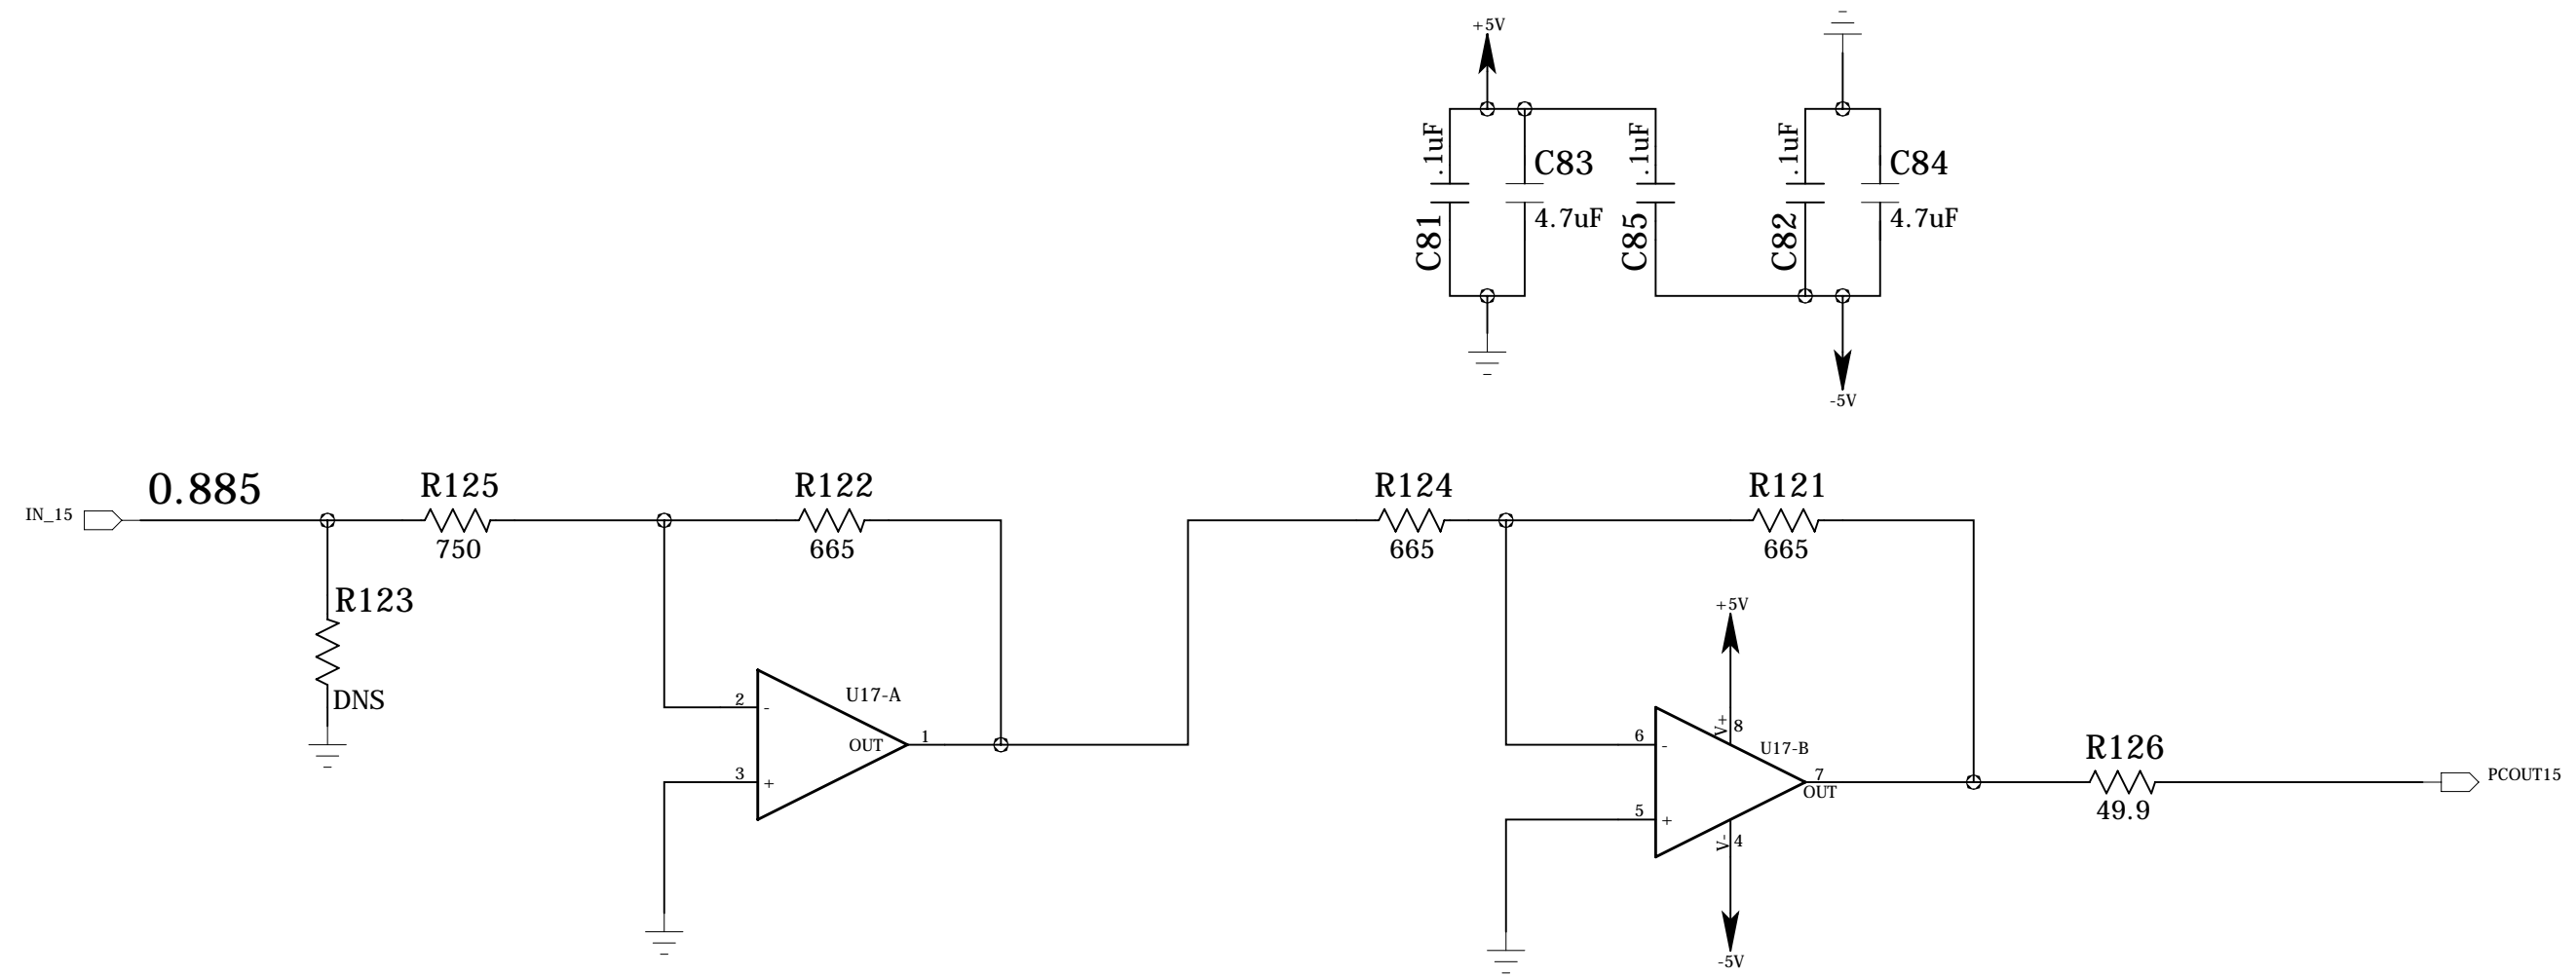 +5V
.1uF
C81
C83
4.7uF
.1uF
C85
.1uF
C82
C84
4.7uF
-5V
IN_15
0.885
R125
750
R122
665
R123
DNS
2
-
U17-A
OUT
1
3
+
R124
665
R121
665
+5V
V+
8
6
-
U17-B
7
OUT
5
+
V-
4
-5V
R126
49.9
PCOUT15